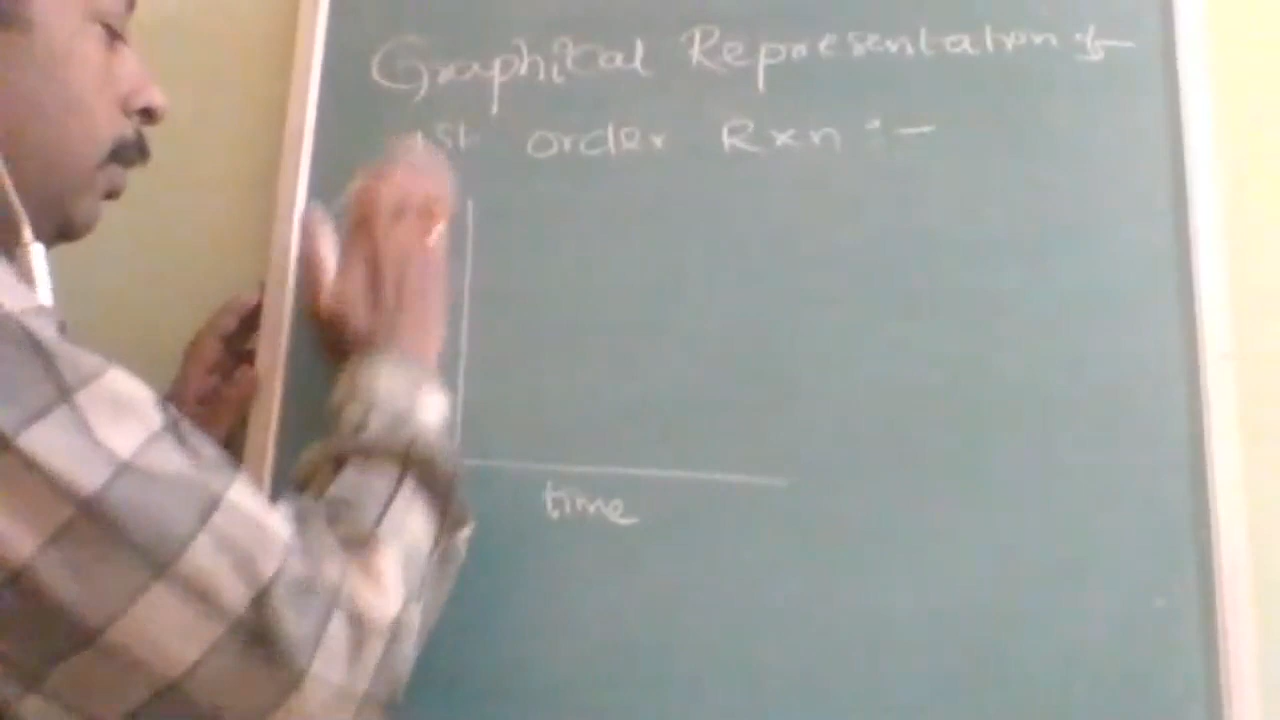 Graphical Representation :-
1st order Rxn :-
time